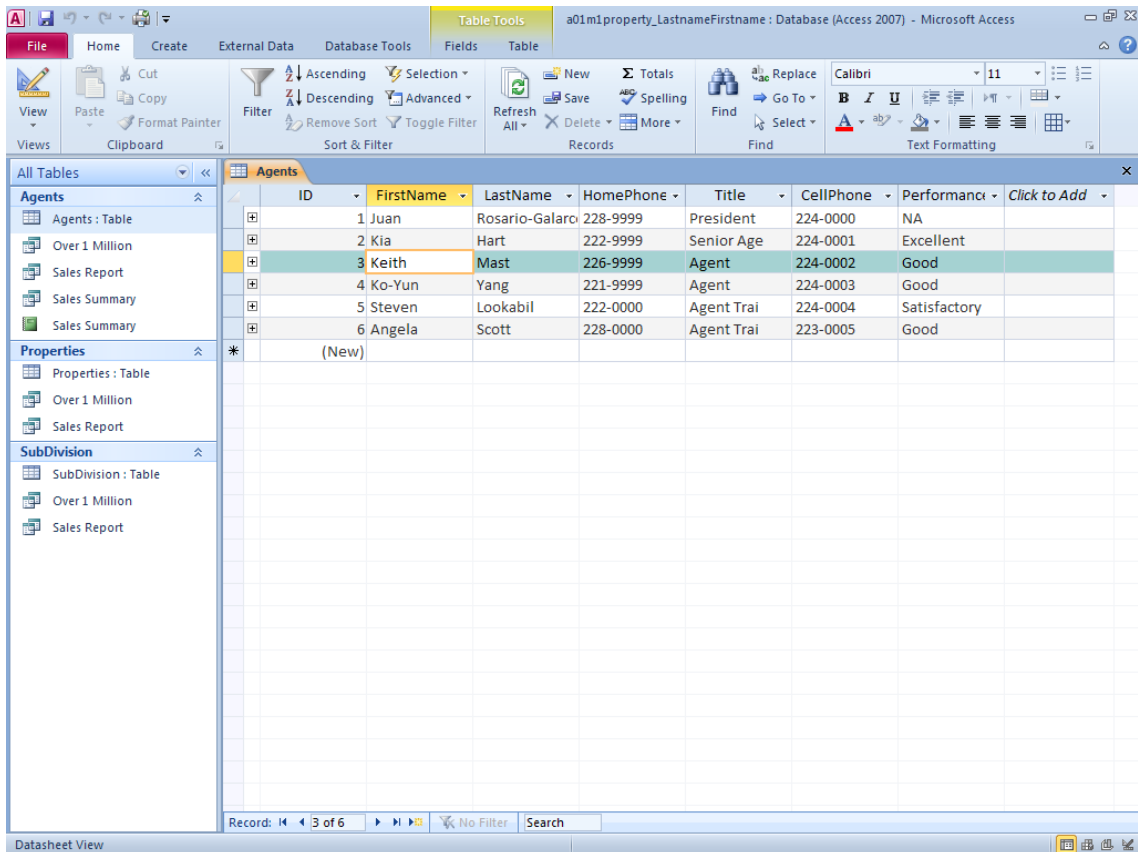 Table Tools a01m1property_LastnameFirstname : Database (Access 2007) - Microsoft Access
File Home Create External Data Database Tools Fields Table
View
Views
Paste
Cut
Copy
Format Painter
Clipboard
Filter
Ascending
Descending
Remove Sort
Selection
Advanced
Toggle Filter
Sort & Filter
Refresh
All
New
Save
Delete
Totals
Spelling
More
Records
Find
Replace
Go To
Select
Find
Calibri 11
B I U
Text Formatting
All Tables
Agents
Agents : Table
Over 1 Million
Sales Report
Sales Summary
Sales Summary
Properties
Properties : Table
Over 1 Million
Sales Report
SubDivision
SubDivision : Table
Over 1 Million
Sales Report
Agents
ID FirstName LastName HomePhone Title CellPhone Performance Click to Add
1 Juan Rosario-Galarc 228-9999 President 224-0000 NA
2 Kia Hart 222-9999 Senior Age 224-0001 Excellent
3 Keith Mast 226-9999 Agent 224-0002 Good
4 Ko-Yun Yang 221-9999 Agent 224-0003 Good
5 Steven Lookabil 222-0000 Agent Trai 224-0004 Satisfactory
6 Angela Scott 228-0000 Agent Trai 223-0005 Good
(New)
Record: 3 of 6 No Filter Search
Datasheet View